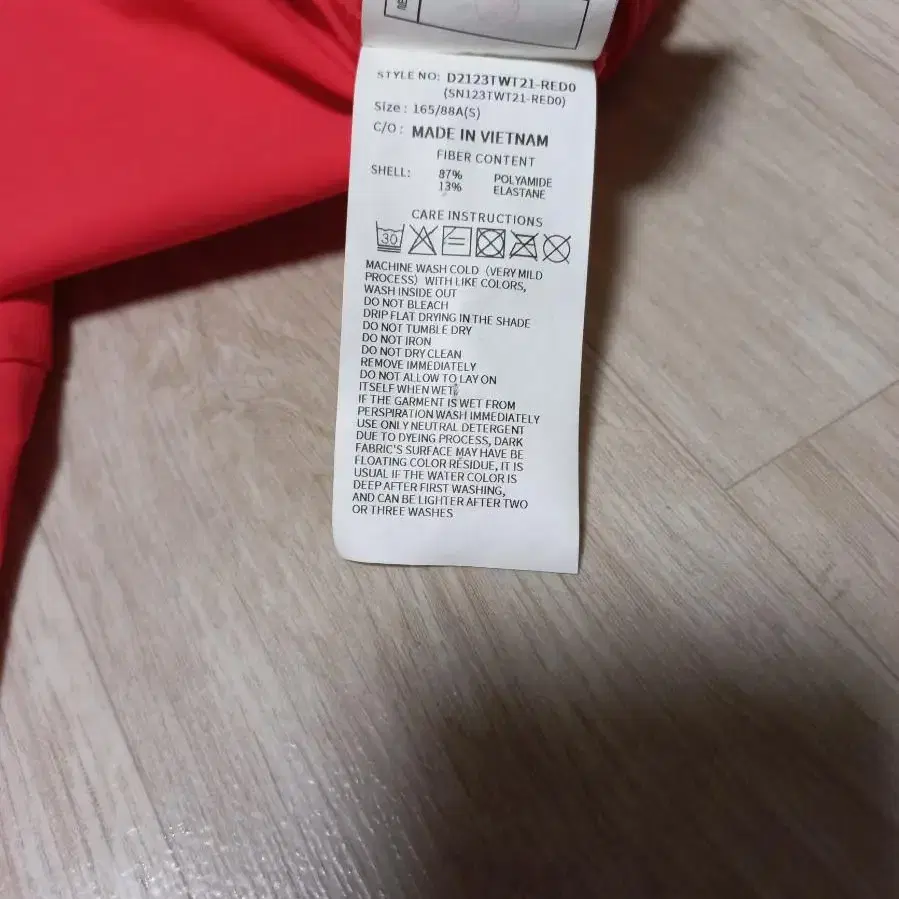 STYLE NO: D2123TWT21-RED0
(SN123TWT21-RED0)
Size : 165/88A(S)
C/O : MADE IN VIETNAM
FIBER CONTENT
SHELL: 87% POLYAMIDE
13% ELASTANE
CARE INSTRUCTIONS
30
MACHINE WASH COLD (VERY MILD
PROCESS) WITH LIKE COLORS,
WASH INSIDE OUT
DO NOT BLEACH
DRIP FLAT DRYING IN THE SHADE
DO NOT TUMBLE DRY
DO NOT IRON
DO NOT DRY CLEAN
REMOVE IMMEDIATELY
DO NOT ALLOW TO LAY ON
ITSELF WHEN WET
IF THE GARMENT IS WET FROM
PERSPIRATION WASH IMMEDIATELY
USE ONLY NEUTRAL DETERGENT
DUE TO DYEING PROCESS, DARK
FABRIC'S SURFACE MAY HAVE BE
FLOATING COLOR RESIDUE, IT IS
USUAL IF THE WATER COLOR IS
DEEP AFTER FIRST WASHING,
AND CAN BE LIGHTER AFTER TWO
OR THREE WASHES